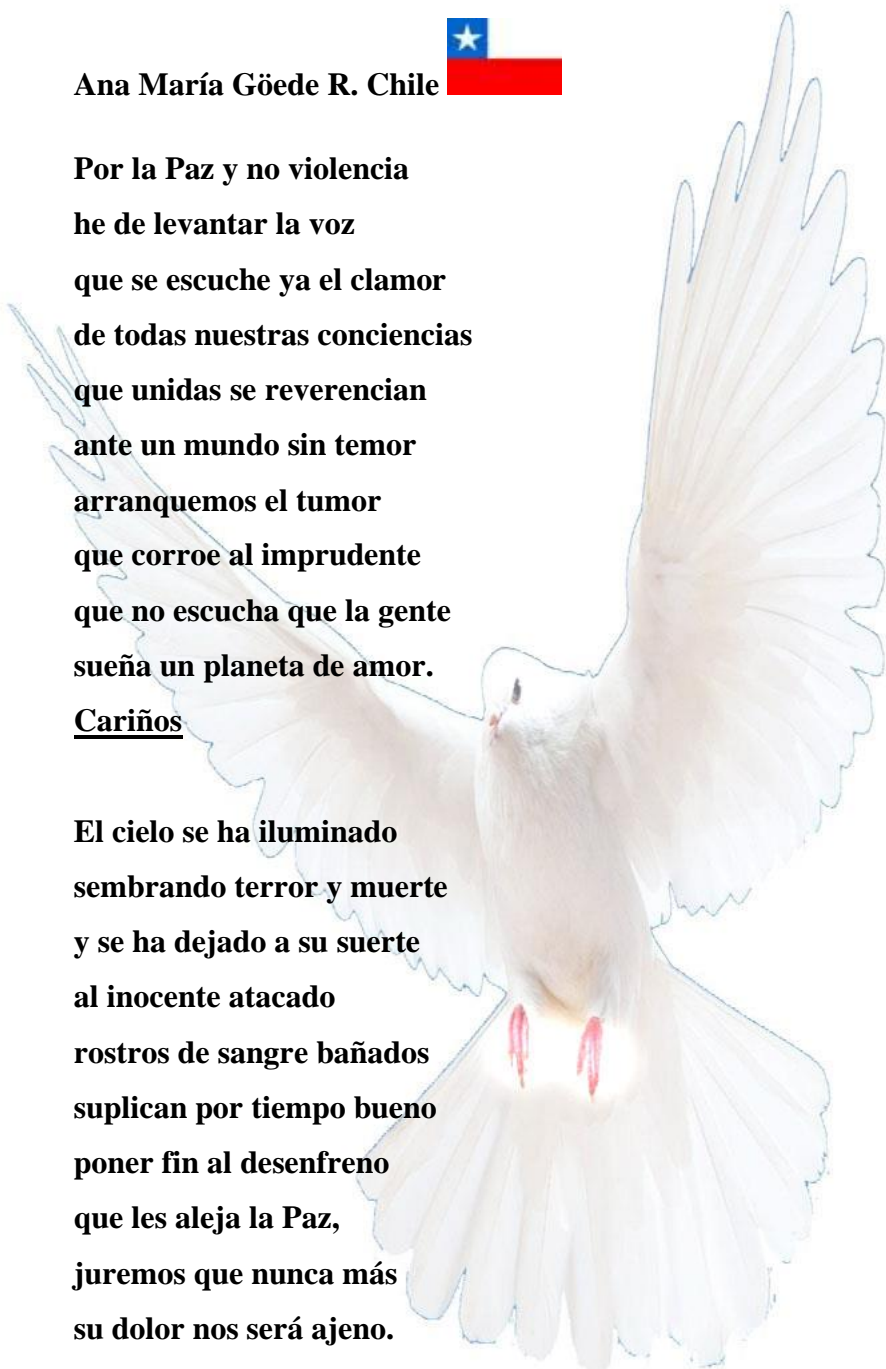 Ana María Göede R. Chile
Por la Paz y no violencia
he de levantar la voz
que se escuche ya el clamor
de todas nuestras conciencias
que unidas se reverencian
ante un mundo sin temor
arranquemos el tumor
que corroe al imprudente
que no escucha que la gente
sueña un planeta de amor.
Cariños
El cielo se ha iluminado
sembrando terror y muerte
y se ha dejado a su suerte
al inocente atacado
rostros de sangre bañados
suplican por tiempo bueno
poner fin al desenfreno
que les aleja la Paz,
juremos que nunca más
su dolor nos será ajeno.